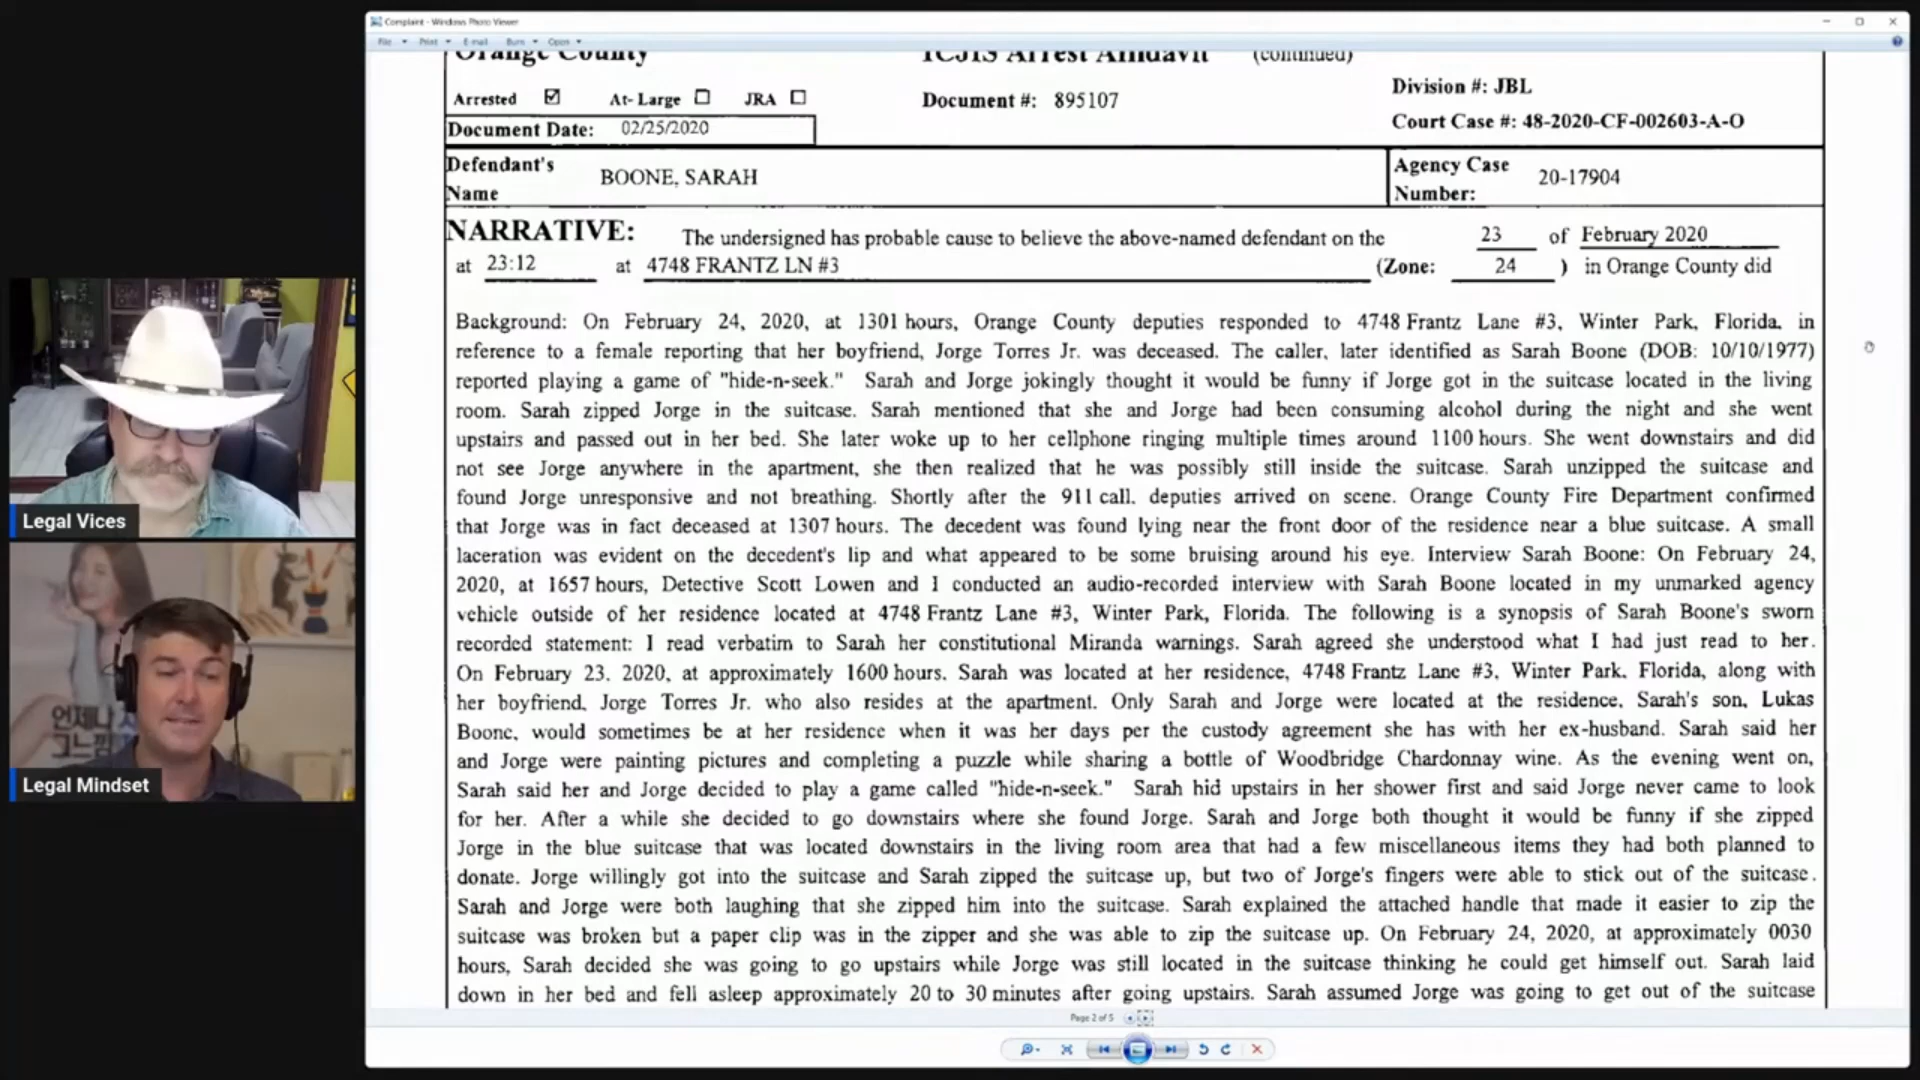 Complaint - Windows Photo Viewer
File Print E-mail Burn Open
Orange County ICJIS Arrest Affidavit (continued)
Arrested At- Large JRA Document #: 895107 Division #: JBL
Court Case #: 48-2020-CF-002603-A-O
Document Date: 02/25/2020
Defendant's Name BOONE, SARAH Agency Case Number: 20-17904
NARRATIVE: The undersigned has probable cause to believe the above-named defendant on the 23 of February 2020
at 23:12 at 4748 FRANTZ LN #3 (Zone: 24 ) in Orange County did
Background: On February 24, 2020, at 1301 hours, Orange County deputies responded to 4748 Frantz Lane #3, Winter Park, Florida, in
reference to a female reporting that her boyfriend, Jorge Torres Jr. was deceased. The caller, later identified as Sarah Boone (DOB: 10/10/1977)
reported playing a game of "hide-n-seek." Sarah and Jorge jokingly thought it would be funny if Jorge got in the suitcase located in the living
room. Sarah zipped Jorge in the suitcase. Sarah mentioned that she and Jorge had been consuming alcohol during the night and she went
upstairs and passed out in her bed. She later woke up to her cellphone ringing multiple times around 1100 hours. She went downstairs and did
not see Jorge anywhere in the apartment, she then realized that he was possibly still inside the suitcase. Sarah unzipped the suitcase and
found Jorge unresponsive and not breathing. Shortly after the 911 call, deputies arrived on scene. Orange County Fire Department confirmed
that Jorge was in fact deceased at 1307 hours. The decedent was found lying near the front door of the residence near a blue suitcase. A small
laceration was evident on the decedent's lip and what appeared to be some bruising around his eye. Interview Sarah Boone: On February 24,
2020, at 1657 hours, Detective Scott Lowen and I conducted an audio-recorded interview with Sarah Boone located in my unmarked agency
vehicle outside of her residence located at 4748 Frantz Lane #3, Winter Park, Florida. The following is a synopsis of Sarah Boone's sworn
recorded statement: I read verbatim to Sarah her constitutional Miranda warnings. Sarah agreed she understood what I had just read to her.
On February 23, 2020, at approximately 1600 hours, Sarah was located at her residence, 4748 Frantz Lane #3, Winter Park, Florida, along with
her boyfriend, Jorge Torres Jr. who also resides at the apartment. Only Sarah and Jorge were located at the residence. Sarah's son, Lukas
Boone, would sometimes be at her residence when it was her days per the custody agreement she has with her ex-husband. Sarah said her
and Jorge were painting pictures and completing a puzzle while sharing a bottle of Woodbridge Chardonnay wine. As the evening went on,
Sarah said her and Jorge decided to play a game called "hide-n-seek." Sarah hid upstairs in her shower first and said Jorge never came to look
for her. After a while she decided to go downstairs where she found Jorge. Sarah and Jorge both thought it would be funny if she zipped
Jorge in the blue suitcase that was located downstairs in the living room area that had a few miscellaneous items they had both planned to
donate. Jorge willingly got into the suitcase and Sarah zipped the suitcase up, but two of Jorge's fingers were able to stick out of the suitcase.
Sarah and Jorge were both laughing that she zipped him into the suitcase. Sarah explained the attached handle that made it easier to zip the
suitcase was broken but a paper clip was in the zipper and she was able to zip the suitcase up. On February 24, 2020, at approximately 0030
hours, Sarah decided she was going to go upstairs while Jorge was still located in the suitcase thinking he could get himself out. Sarah laid
down in her bed and fell asleep approximately 20 to 30 minutes after going upstairs. Sarah assumed Jorge was going to get out of the suitcase
Page 2 of 5
Legal Vices
언제나
Legal Mindset